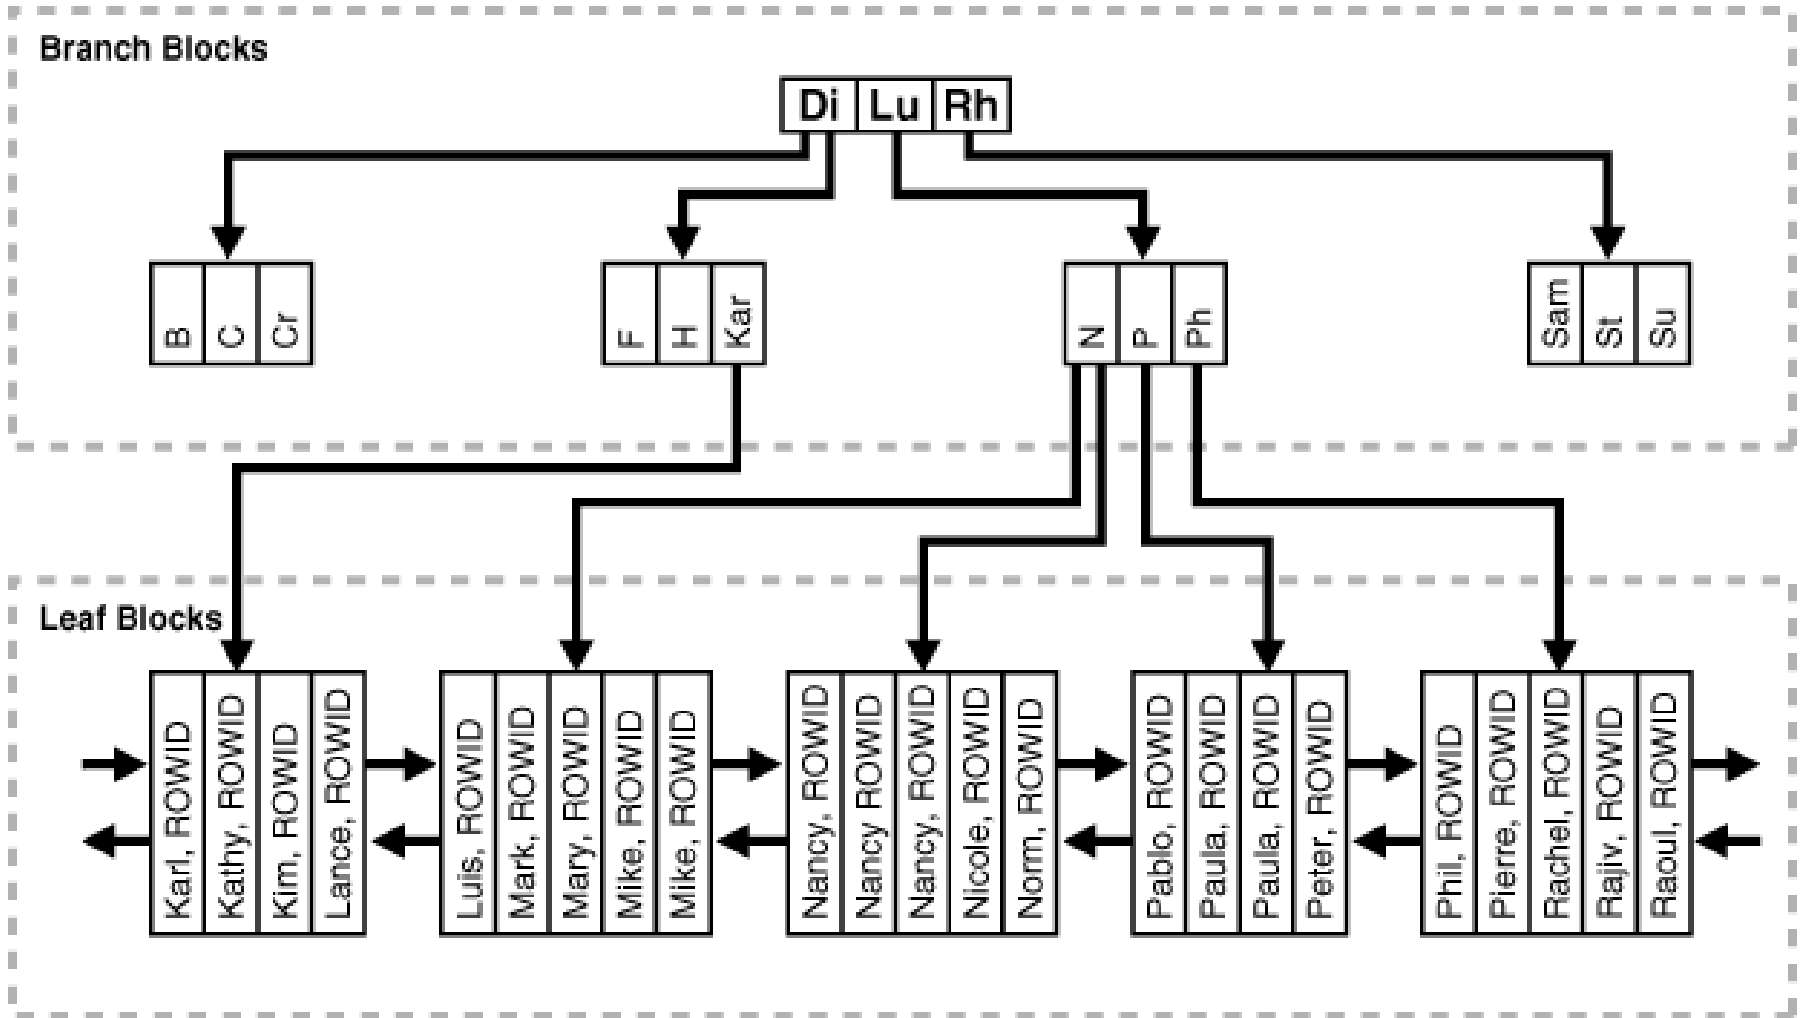 Branch Blocks
Di Lu Rh
B C Cr
F H Kar
N P Ph
Sam St Su
Leaf Blocks
Karl, ROWID
Kathy, ROWID
Kim, ROWID
Lance, ROWID
Luis, ROWID
Mark, ROWID
Mary, ROWID
Mike, ROWID
Mike, ROWID
Nancy, ROWID
Nancy ROWID
Nancy, ROWID
Nicole, ROWID
Norm, ROWID
Pablo, ROWID
Paula, ROWID
Paula, ROWID
Peter, ROWID
Phil, ROWID
Pierre, ROWID
Rachel, ROWID
Rajiv, ROWID
Raoul, ROWID